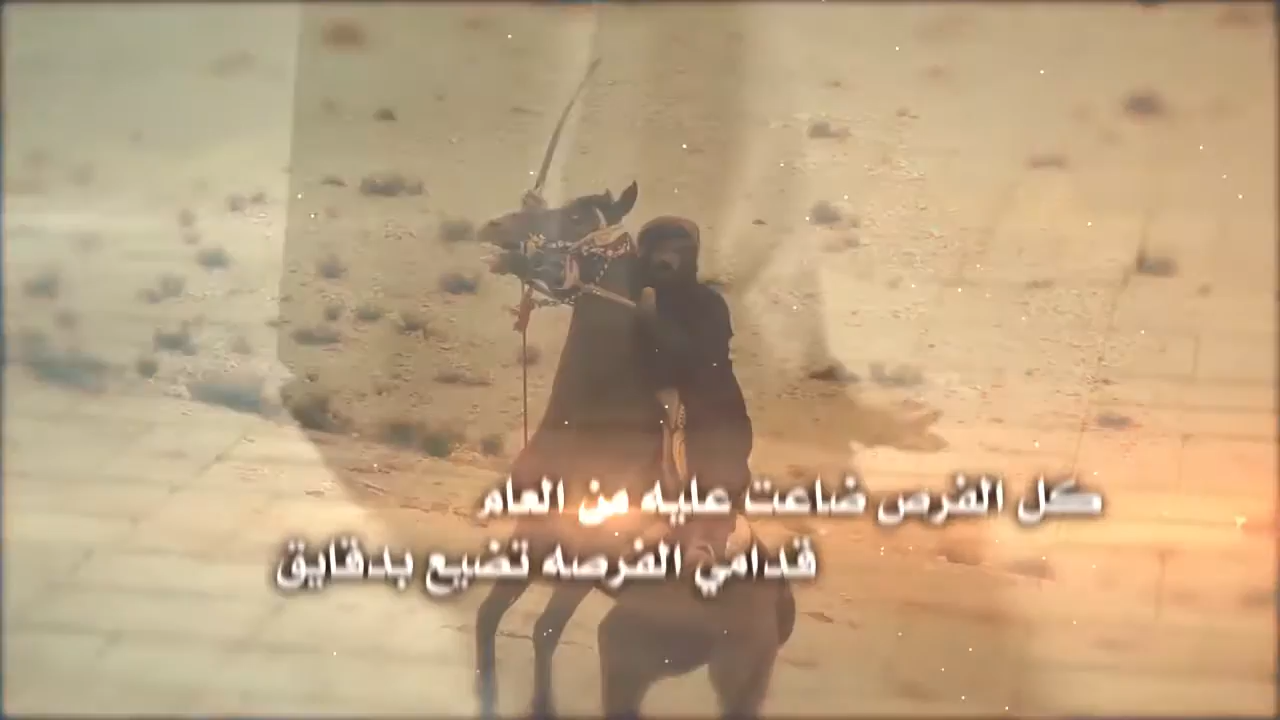 كل الفرص ضاعت عليه من العام
قدامي الفرصه تضيع بدقايق